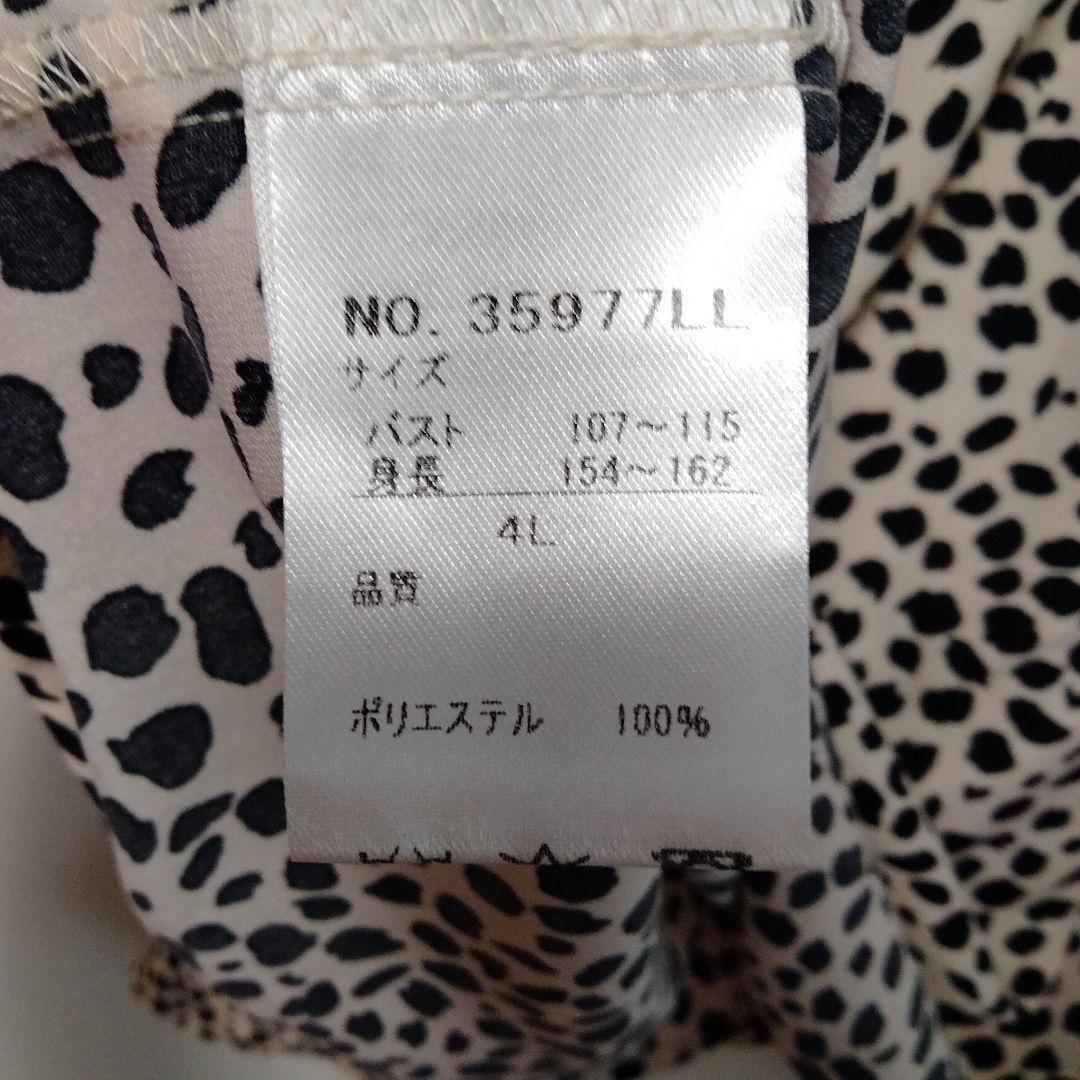 NO. 35977LL
サイズ
バスト 107〜115
身長 154〜162
4L
品質
ポリエステル 100%